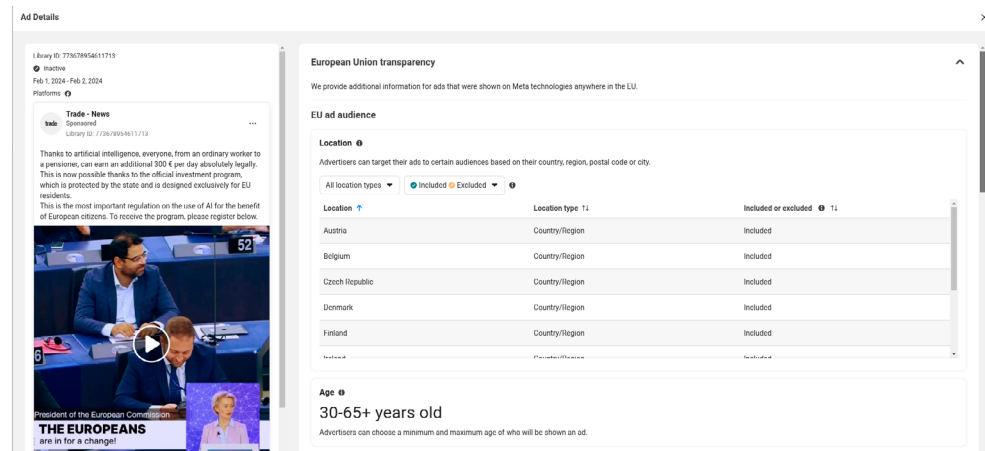 Ad Details
Library ID: 773678954611713
Inactive
Feb 1, 2024 - Feb 2, 2024
Platforms
Trade - News
trade
Sponsored
Library ID: 773678954611713
Thanks to artificial intelligence, everyone, from an ordinary worker to
a pensioner, can earn an additional 300 € per day absolutely legally.
This is now possible thanks to the official investment program,
which is protected by the state and is designed exclusively for EU
residents.
This is the most important regulation on the use of AI for the benefit
of European citizens. To receive the program, please register below.
52
6
President of the European Commission
THE EUROPEANS
are in for a change!
European Union transparency
We provide additional information for ads that were shown on Meta technologies anywhere in the EU.
EU ad audience
Location
Advertisers can target their ads to certain audiences based on their country, region, postal code or city.
All location types Included Excluded
Location Location type Included or excluded
Austria Country/Region Included
Belgium Country/Region Included
Czech Republic Country/Region Included
Denmark Country/Region Included
Finland Country/Region Included
Ireland Country/Region Included
Age
30-65+ years old
Advertisers can choose a minimum and maximum age of who will be shown an ad.